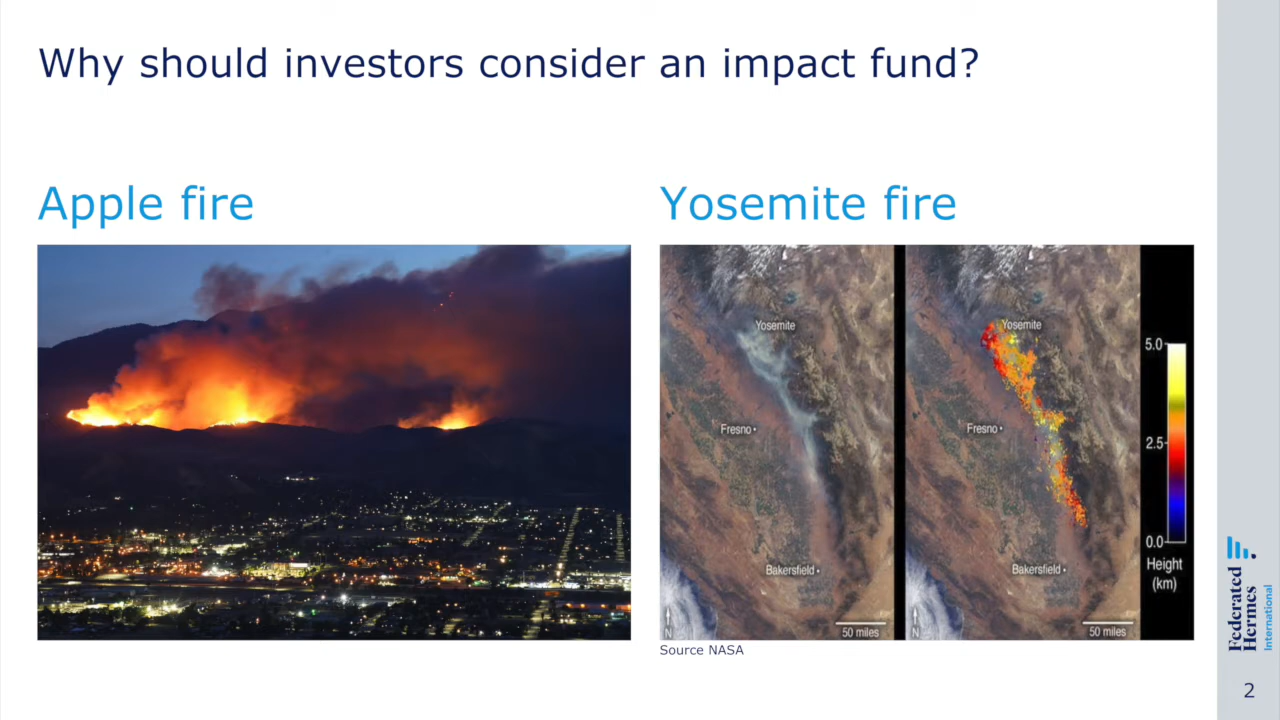 Why should investors consider an impact fund?
Apple fire
Yosemite fire
Yosemite
Fresno
Bakersfield
N
50 miles
Yosemite
Fresno
Bakersfield
N
50 miles
5.0
2.5
0.0
Height
(km)
Source NASA
Federated
Hermes
International
2